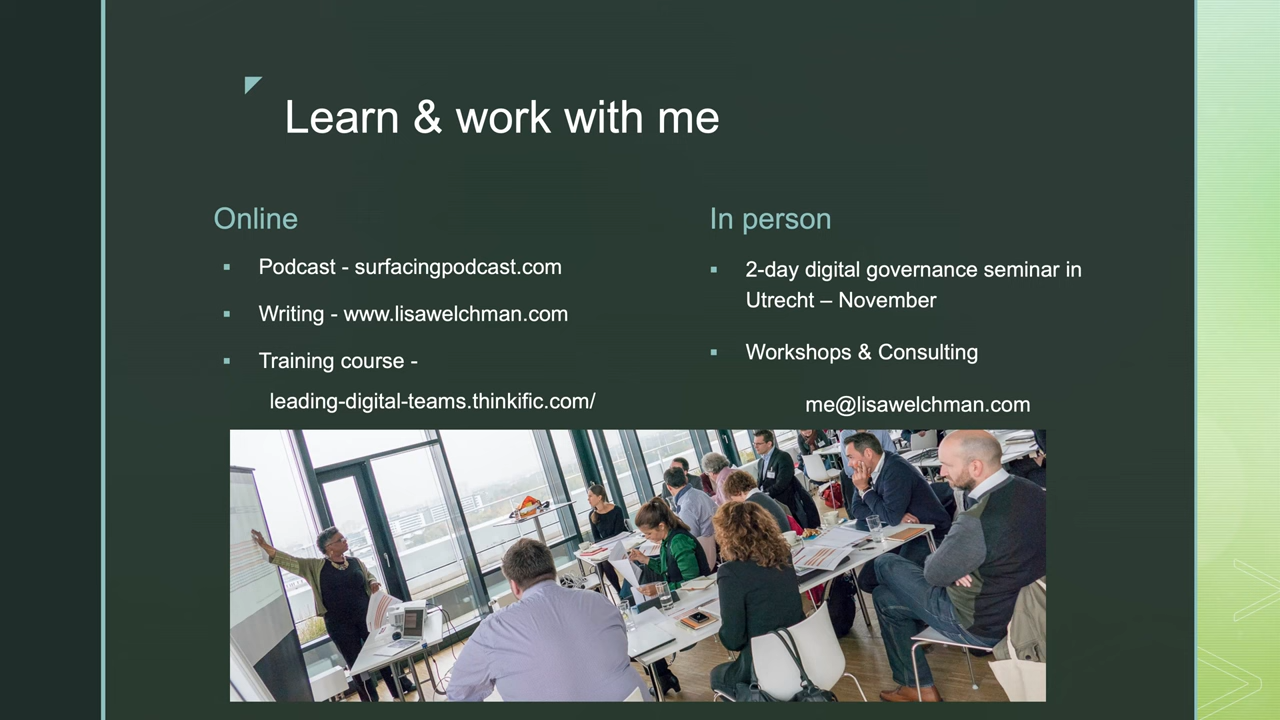 Learn & work with me
Online
▪ Podcast - surfacingpodcast.com
▪ Writing - www.lisawelchman.com
▪ Training course -
leading-digital-teams.thinkific.com/
In person
▪ 2-day digital governance seminar in
Utrecht – November
▪ Workshops & Consulting
me@lisawelchman.com